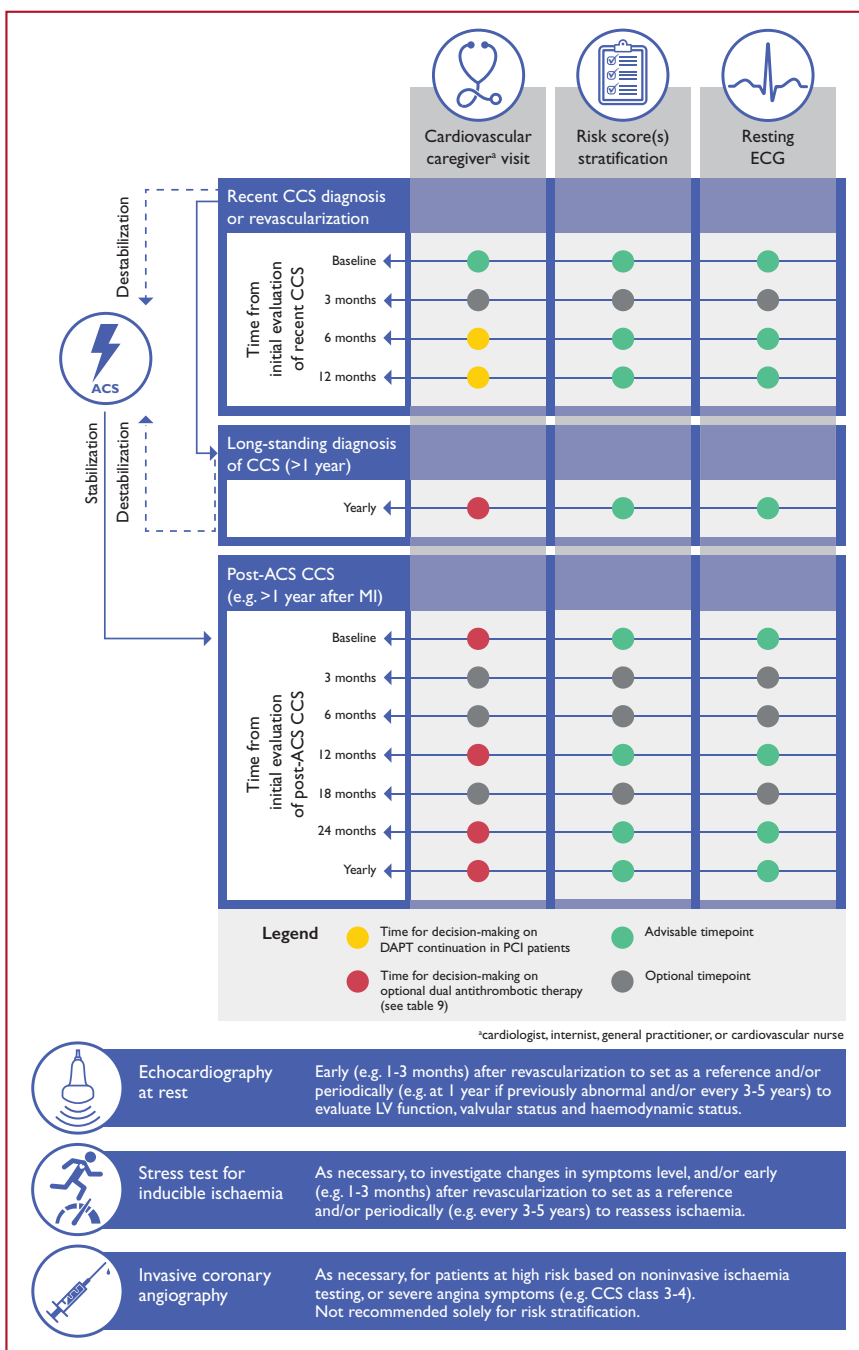 Cardiovascular
caregiverᵃ visit
Risk score(s)
stratification
Resting
ECG
Recent CCS diagnosis
or revascularization
Destabilization
Time from
initial evaluation
of recent CCS
Baseline
3 months
6 months
12 months
ACS
Long-standing diagnosis
of CCS (>1 year)
Stabilization
Destabilization
Yearly
Post-ACS CCS
(e.g. >1 year after MI)
Time from
initial evaluation
of post-ACS CCS
Baseline
3 months
6 months
12 months
18 months
24 months
Yearly
Legend
Time for decision-making on
DAPT continuation in PCI patients
Advisable timepoint
Time for decision-making on
optional dual antithrombotic therapy
(see table 9)
Optional timepoint
ᵃcardiologist, internist, general practitioner, or cardiovascular nurse
Echocardiography
at rest
Early (e.g. 1-3 months) after revascularization to set as a reference and/or
periodically (e.g. at 1 year if previously abnormal and/or every 3-5 years) to
evaluate LV function, valvular status and haemodynamic status.
Stress test for
inducible ischaemia
As necessary, to investigate changes in symptoms level, and/or early
(e.g. 1-3 months) after revascularization to set as a reference
and/or periodically (e.g. every 3-5 years) to reassess ischaemia.
Invasive coronary
angiography
As necessary, for patients at high risk based on noninvasive ischaemia
testing, or severe angina symptoms (e.g. CCS class 3-4).
Not recommended solely for risk stratification.